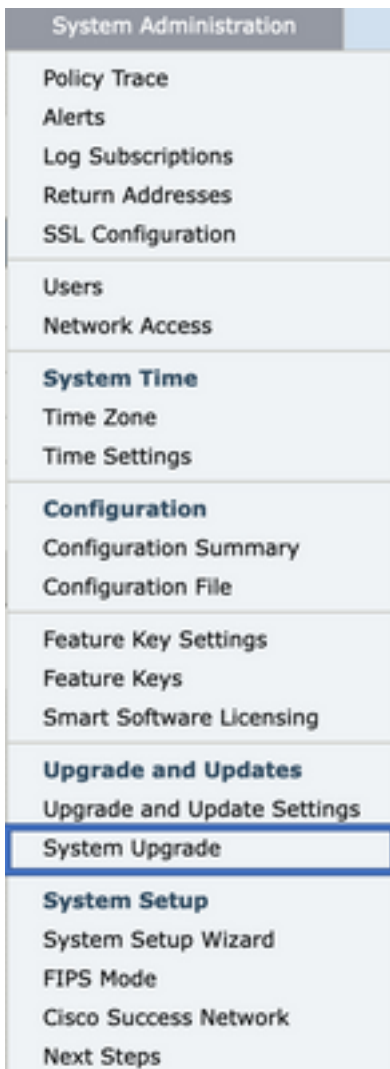 System Administration
Policy Trace
Alerts
Log Subscriptions
Return Addresses
SSL Configuration
Users
Network Access
System Time
Time Zone
Time Settings
Configuration
Configuration Summary
Configuration File
Feature Key Settings
Feature Keys
Smart Software Licensing
Upgrade and Updates
Upgrade and Update Settings
System Upgrade
System Setup
System Setup Wizard
FIPS Mode
Cisco Success Network
Next Steps